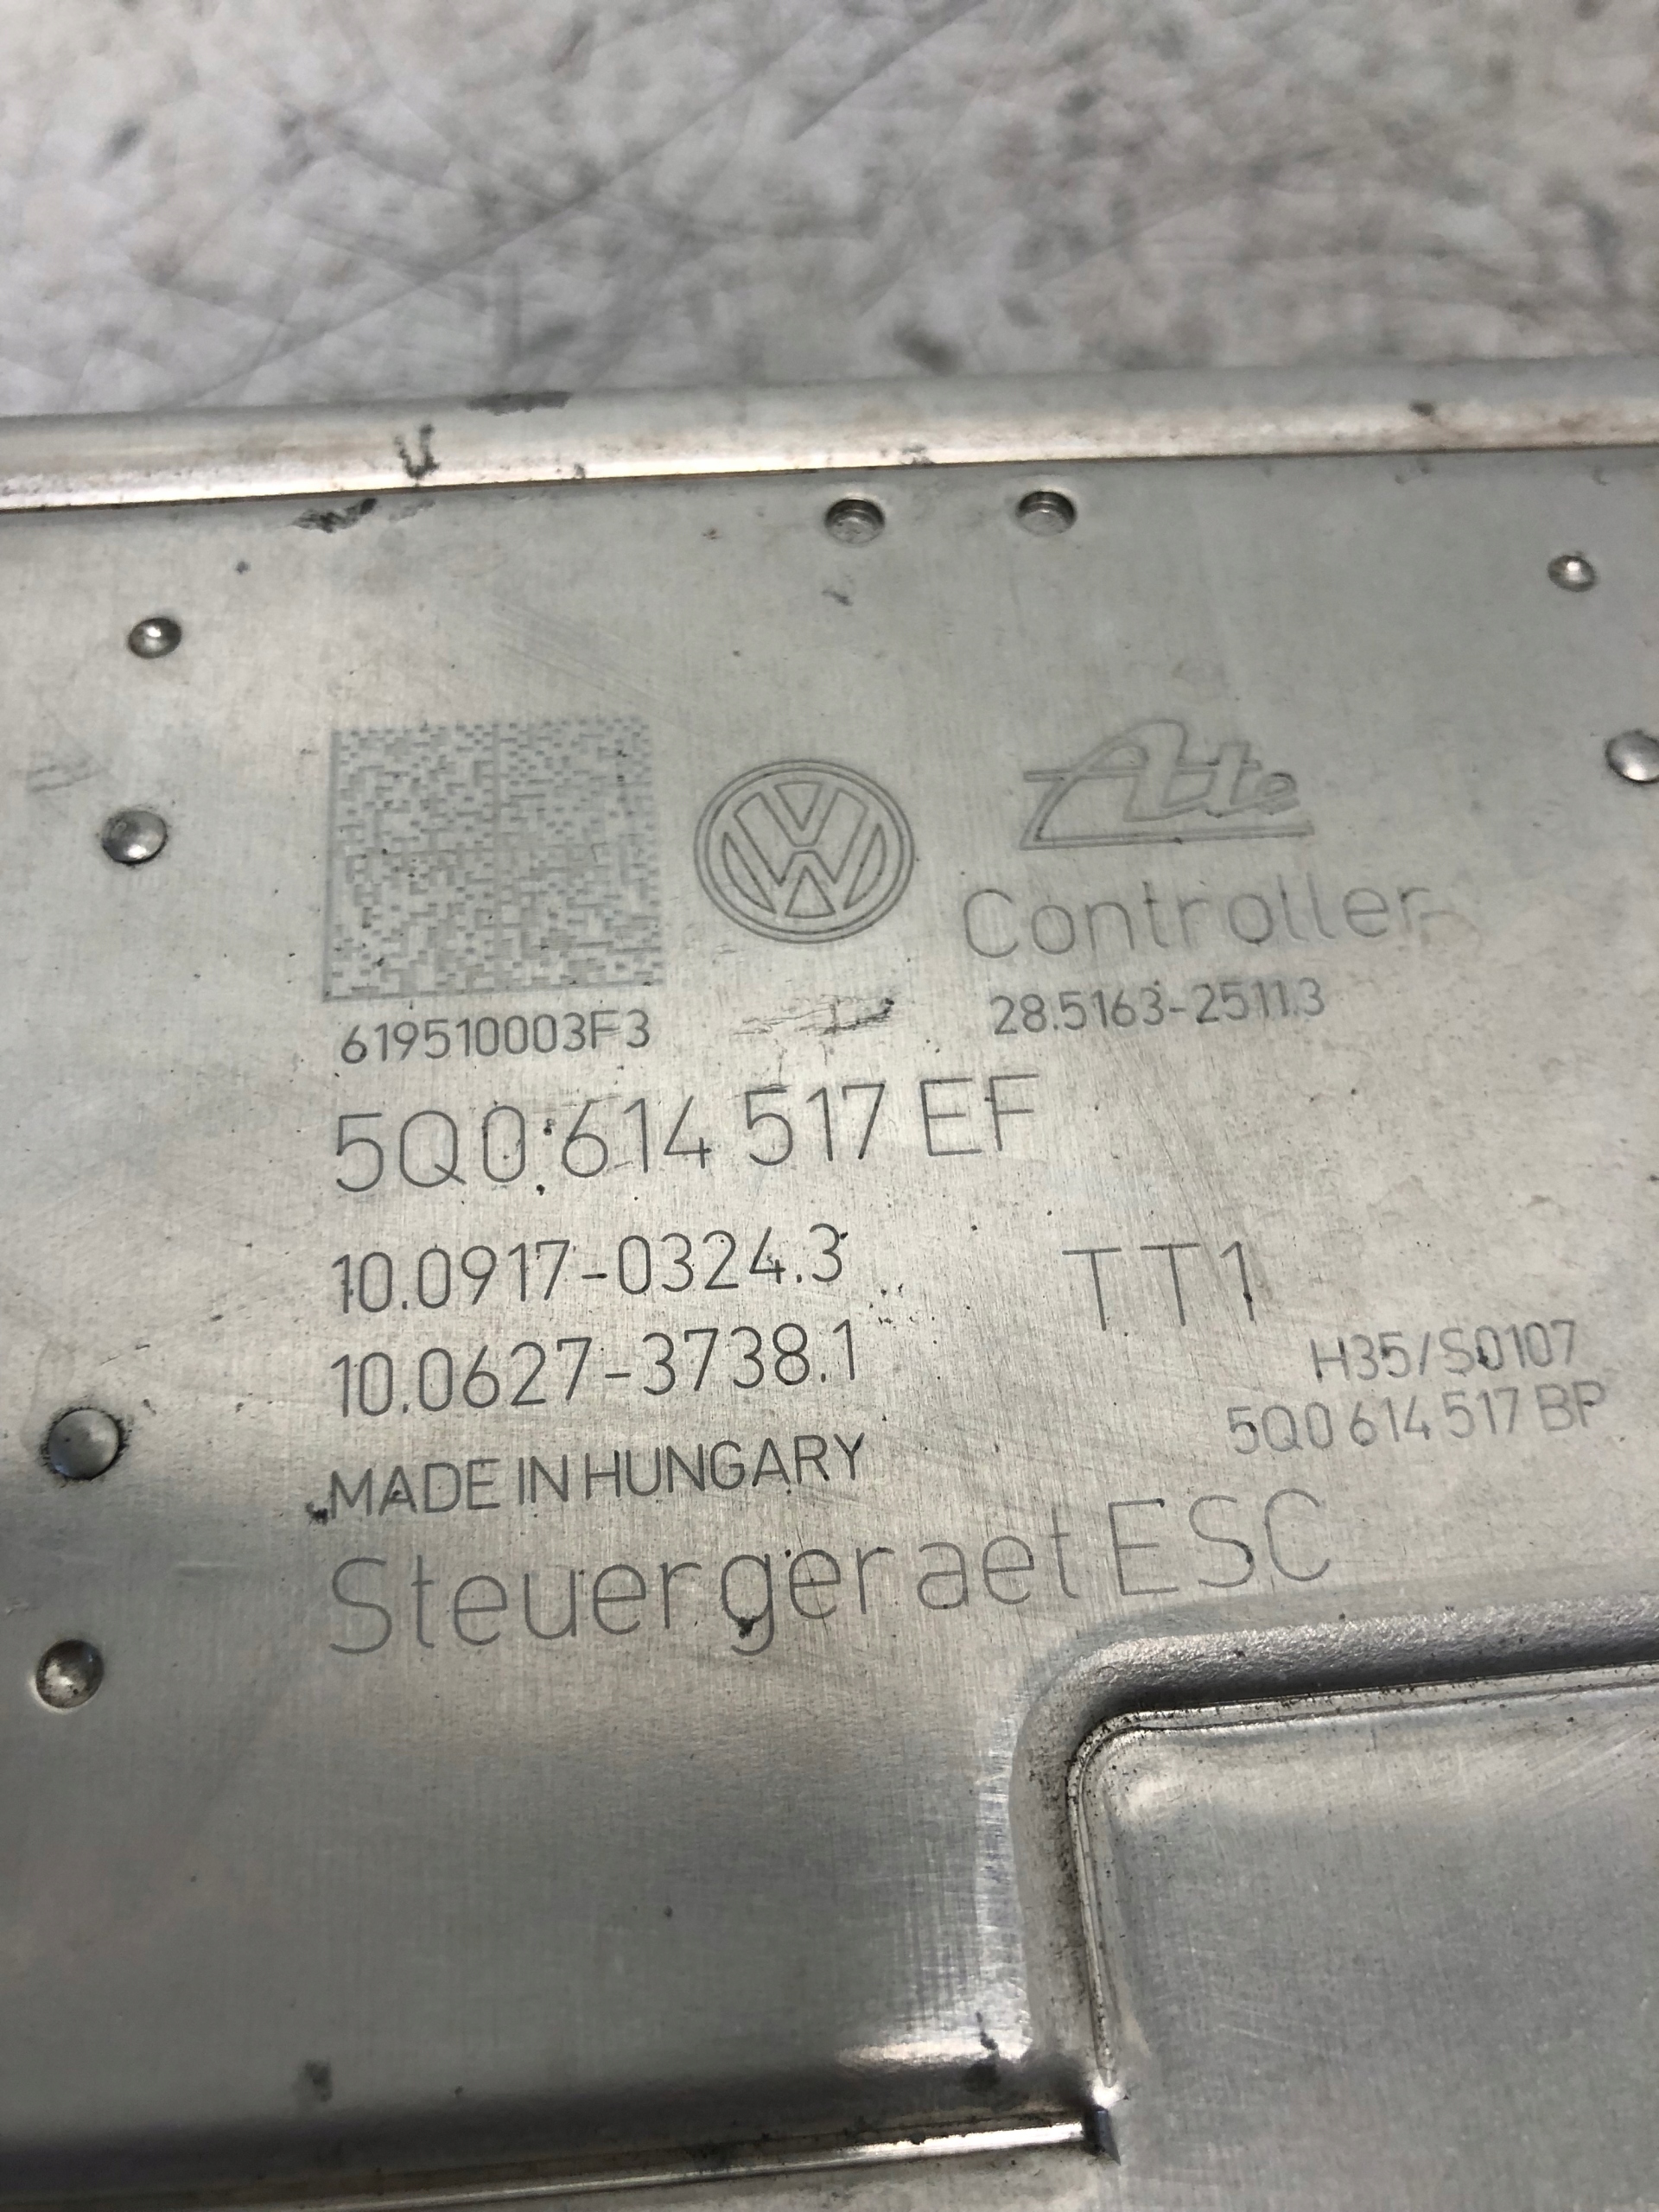 Ate
Controller
619510003F3
28.5163-2511.3
5Q0 614 517 EF
10.0917-0324.3
TT1
10.0627-3738.1
H35/S0107
5Q0 614 517 BP
MADE IN HUNGARY
Steuergeraet ESC